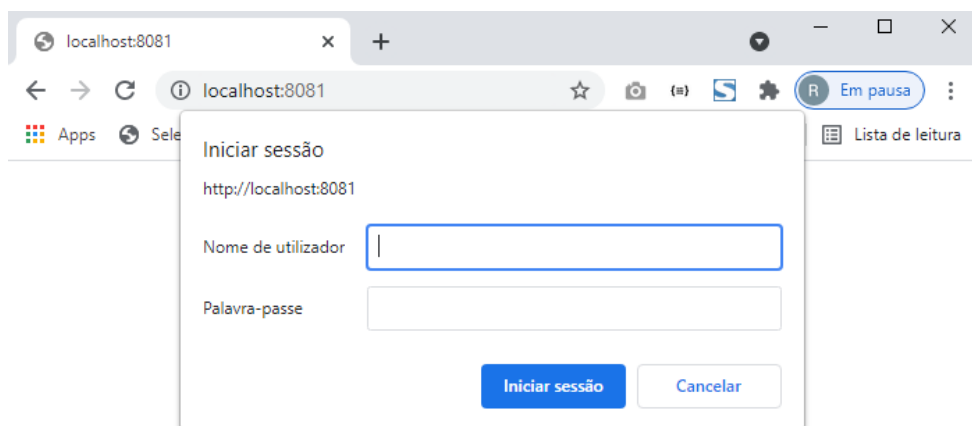 localhost:8081
localhost:8081
{=}
S
R
Em pausa
Apps
Sele
Lista de leitura
Iniciar sessão
http://localhost:8081
Nome de utilizador
Palavra-passe
Iniciar sessão
Cancelar